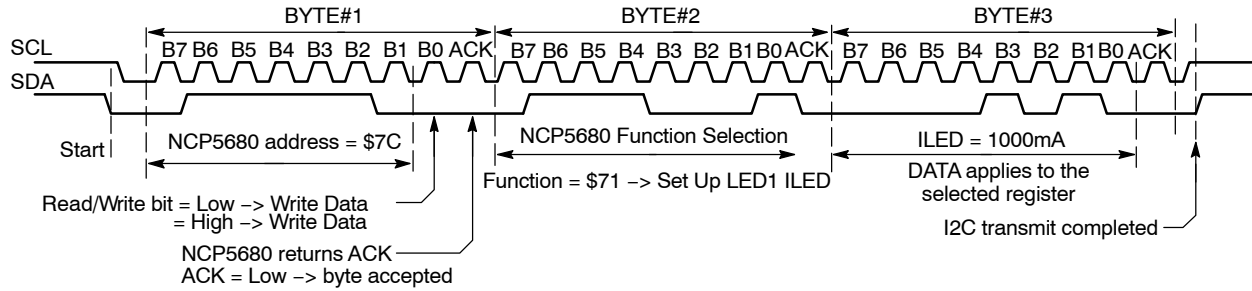 BYTE#1 BYTE#2 BYTE#3
SCL B7 B6 B5 B4 B3 B2 B1 B0 ACK B7 B6 B5 B4 B3 B2 B1 B0 ACK B7 B6 B5 B4 B3 B2 B1 B0 ACK
SDA
Start
NCP5680 address = $7C
NCP5680 Function Selection
ILED = 1000mA
Function = $71 −> Set Up LED1 ILED
DATA applies to the
selected register
Read/Write bit = Low −> Write Data
= High −> Write Data
I2C transmit completed
NCP5680 returns ACK
ACK = Low −> byte accepted